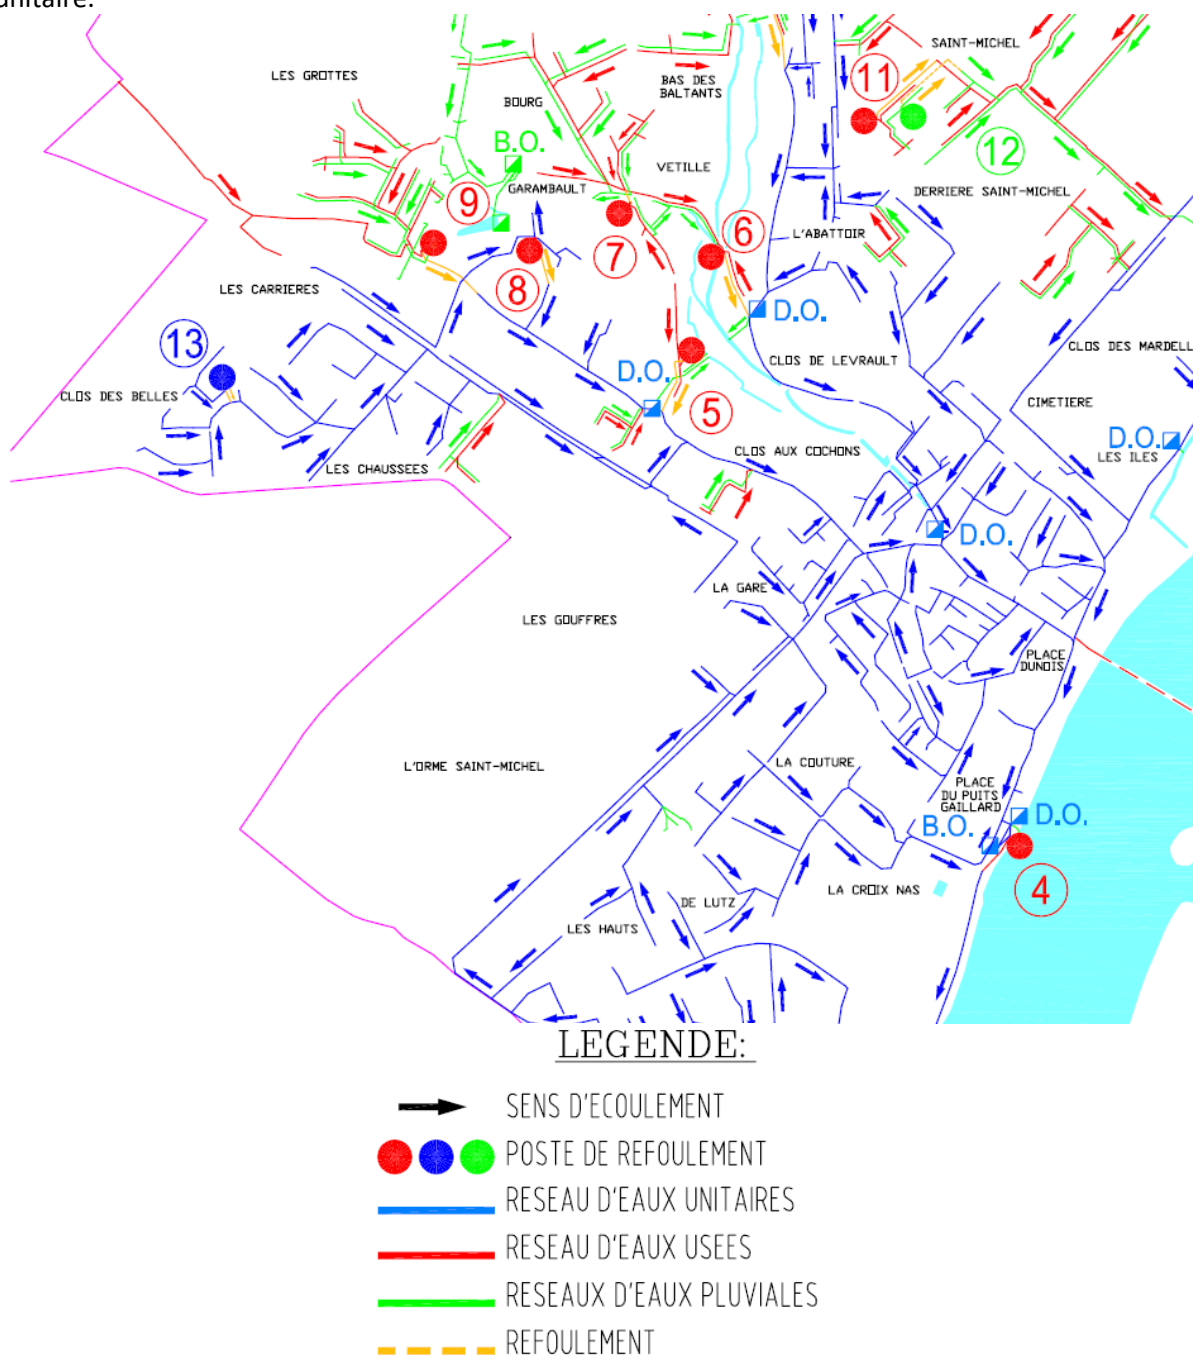 unitaire.
SAINT-MICHEL
LES GROTTES
11
BAS DES
BALTANTS
BOURG
12
B.O.
VETILLE
GARAMBAULT
DERRIERE SAINT-MICHEL
9
L'ABATTOIR
6
7
8
LES CARRIERES
D.O.
13
CLOS DES MARDELL
CLOS DE LEVRAULT
D.O.
CLOS DES BELLES
CIMETIERE
5
D.O.
CLOS AUX COCHONS
LES ILES
LES CHAUSSEES
D.O.
LA GARE
LES GOUFFRES
PLACE
DUNOIS
L'ORME SAINT-MICHEL
LA COUTURE
PLACE
DU PUITS
GAILLARD
D.O.
B.O.
LA CROIX NAS
4
DE LUTZ
LES HAUTS
LEGENDE:
SENS D'ECOULEMENT
POSTE DE REFOULEMENT
RESEAU D'EAUX UNITAIRES
RESEAU D'EAUX USEES
RESEAUX D'EAUX PLUVIALES
REFOULEMENT